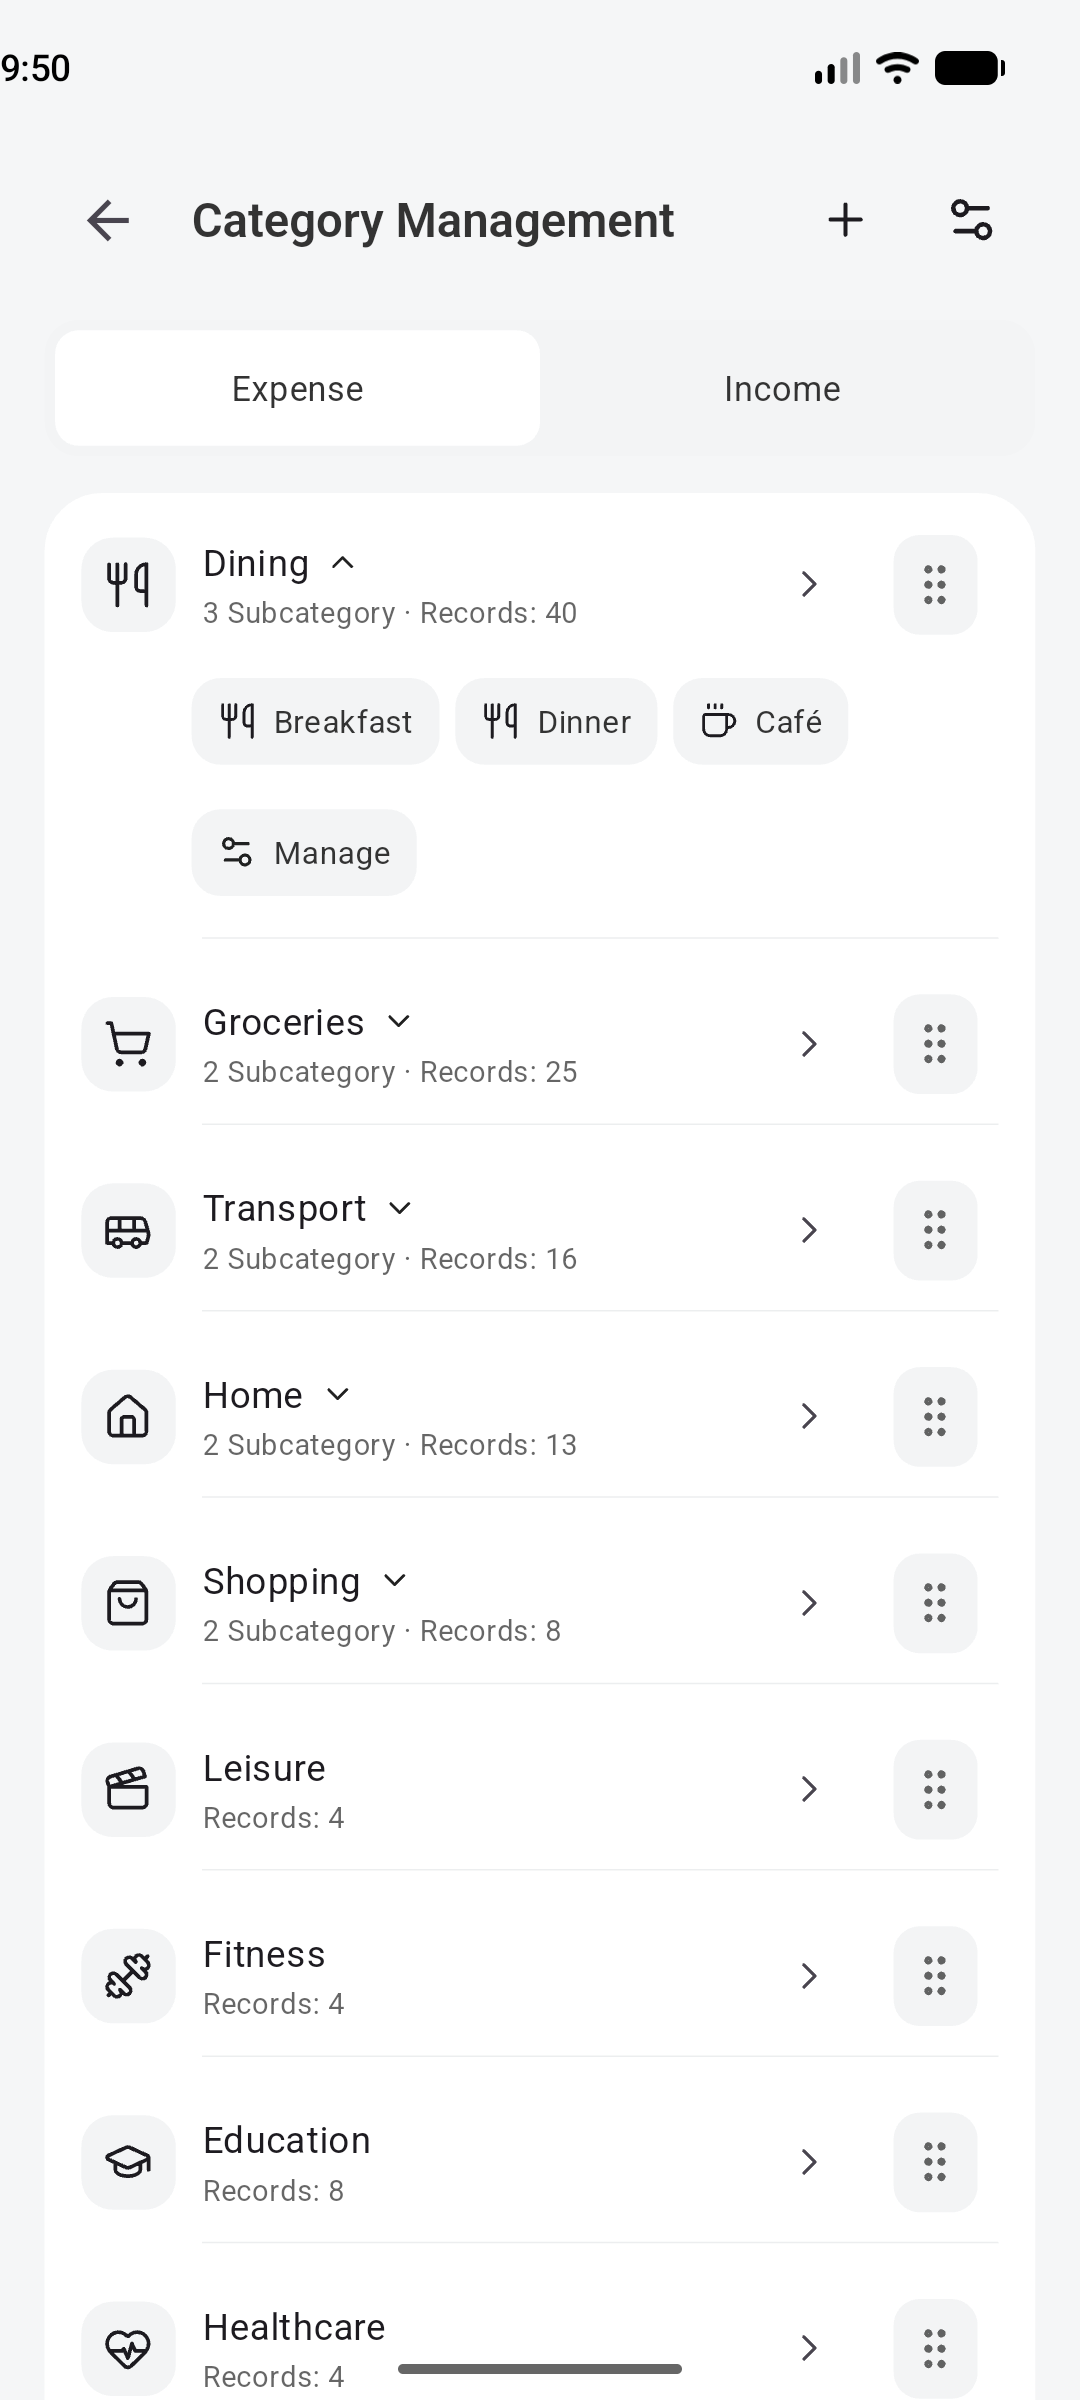 9:50
Category Management
Expense
Income
Dining
3 Subcategory · Records: 40
Breakfast
Dinner
Café
Manage
Groceries
2 Subcategory · Records: 25
Transport
2 Subcategory · Records: 16
Home
2 Subcategory · Records: 13
Shopping
2 Subcategory · Records: 8
Leisure
Records: 4
Fitness
Records: 4
Education
Records: 8
Healthcare
Records: 4